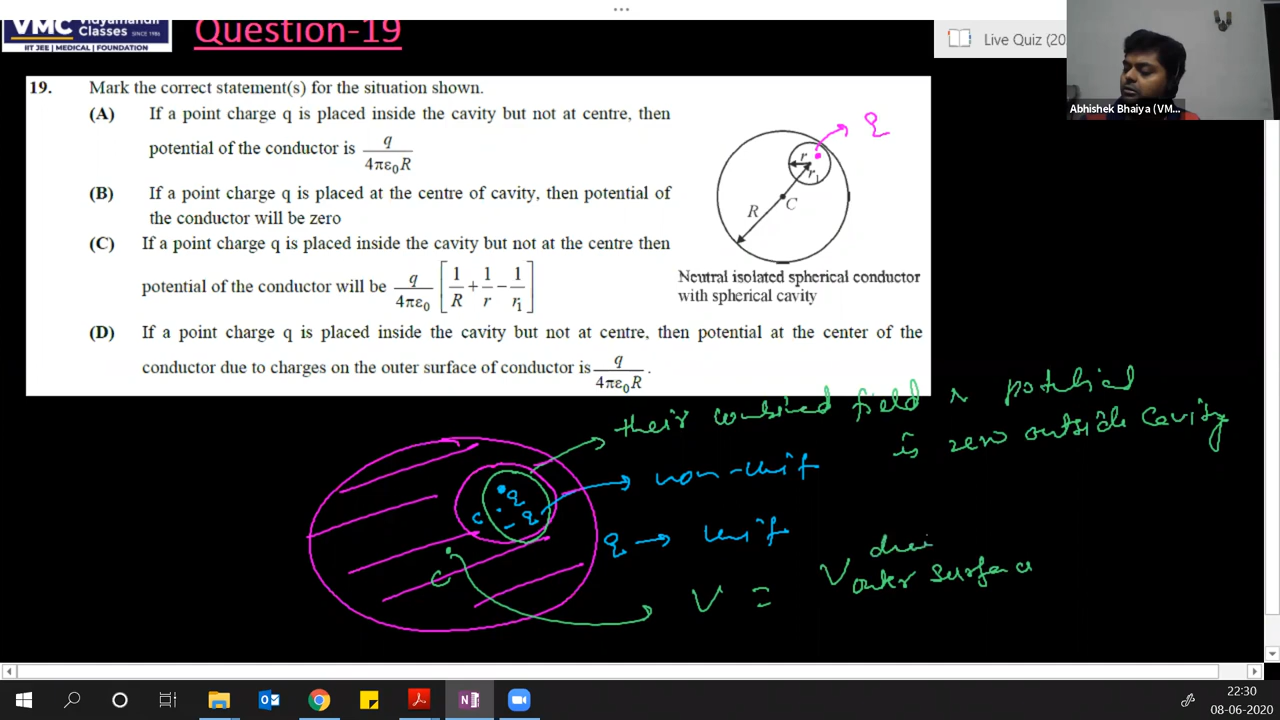 VMC
Vidyamandir
Classes
SINCE 1986
IIT JEE | MEDICAL | FOUNDATION
Question-19
Live Quiz (20
Abhishek Bhaiya (VM...
19. Mark the correct statement(s) for the situation shown.
(A) If a point charge q is placed inside the cavity but not at centre, then
potential of the conductor is q/4πε₀R
(B) If a point charge q is placed at the centre of cavity, then potential of
the conductor will be zero
(C) If a point charge q is placed inside the cavity but not at the centre then
potential of the conductor will be q/4πε₀ [1/R + 1/r − 1/r₁]
(D) If a point charge q is placed inside the cavity but not at centre, then potential at the center of the
conductor due to charges on the outer surface of conductor is q/4πε₀R.
q
r
r₁
R
C
Neutral isolated spherical conductor
with spherical cavity
their combined field & potential
is zero outside cavity
non-unif
q
c
-q
q → unif
C
V = V due
outer surface
22:30
08-06-2020